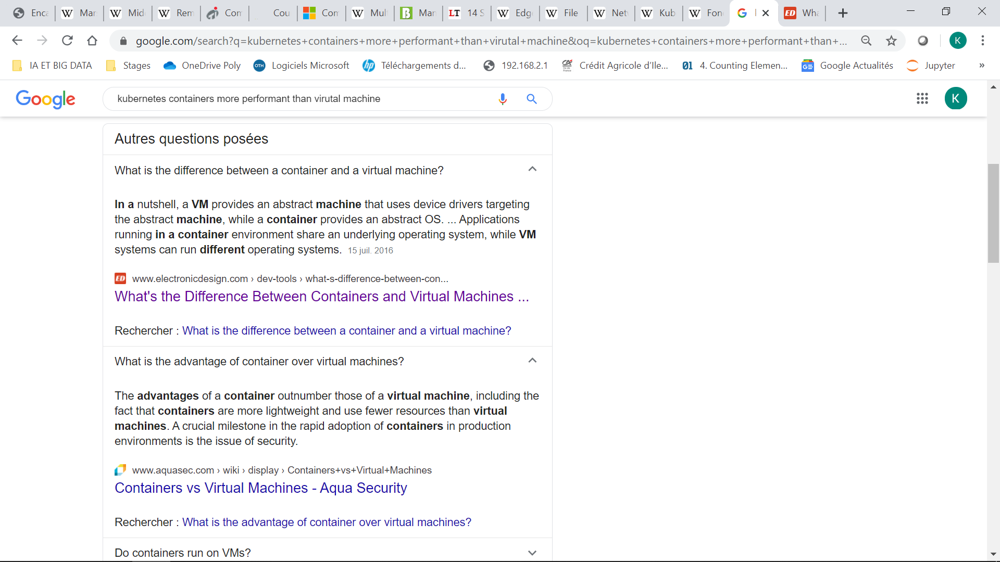 Enca Mar Mid Rem Com Cou Com Mul Man 14 S Edg File Net Kub Fon Wha
google.com/search?q=kubernetes+containers+more+performant+than+virutal+machine&oq=kubernetes+containers+more+performant+than+... K
IA ET BIG DATA Stages OneDrive Poly Logiciels Microsoft Téléchargements d... 192.168.2.1 Crédit Agricole d'Ile... 4. Counting Elemen... Google Actualités Jupyter »
Google kubernetes containers more performant than virutal machine K
Autres questions posées
What is the difference between a container and a virtual machine?
In a nutshell, a VM provides an abstract machine that uses device drivers targeting
the abstract machine, while a container provides an abstract OS. ... Applications
running in a container environment share an underlying operating system, while VM
systems can run different operating systems. 15 juil. 2016
ED www.electronicdesign.com › dev-tools › what-s-difference-between-con...
What's the Difference Between Containers and Virtual Machines ...
Rechercher : What is the difference between a container and a virtual machine?
What is the advantage of container over virtual machines?
The advantages of a container outnumber those of a virtual machine, including the
fact that containers are more lightweight and use fewer resources than virtual
machines. A crucial milestone in the rapid adoption of containers in production
environments is the issue of security.
www.aquasec.com › wiki › display › Containers+vs+Virtual+Machines
Containers vs Virtual Machines - Aqua Security
Rechercher : What is the advantage of container over virtual machines?
Do containers run on VMs?